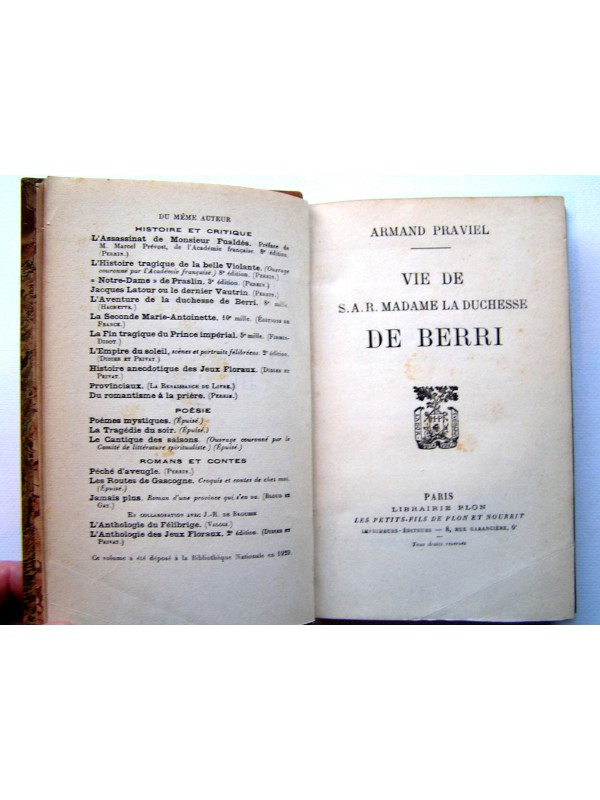 DU MÊME AUTEUR
HISTOIRE ET CRITIQUE
L'Assassinat de Monsieur Fualdès. Préface de
M. Marcel Prévost, de l'Académie française. 8e édition.
(PERRIN.)
L'Histoire tragique de la belle Violante. (Ouvrage
couronné par l'Académie française.) 8e édition. (PERRIN.)
« Notre-Dame » de Praslin. 3e édition. (PERRIN.)
Jacques Latour ou le dernier Vautrin. (PERRIN.)
L'Aventure de la duchesse de Berri. mille.
(HACHETTE.)
La Seconde Marie-Antoinette. 10e mille. (ÉDITIONS DE
FRANCE.)
La Fin tragique du Prince impérial. 5e mille. (FIRMIN-
DIDOT.)
L'Empire du soleil, scènes et portraits félibréens. 2e édition.
(DIDIER ET PRIVAT.)
Histoire anecdotique des Jeux Floraux. (DIDIER ET
PRIVAT.)
Provinciaux. (LA RENAISSANCE DU LIVRE.)
Du romantisme à la prière. (PERRIN.)
POÉSIE
Poèmes mystiques. (Épuisé.)
La Tragédie du soir. (Épuisé.)
Le Cantique des saisons. (Ouvrage couronné par le
Comité de littérature spiritualiste.) (Épuisé.)
ROMANS ET CONTES
Péché d'aveugle. (PERRIN.)
Les Routes de Gascogne. Croquis et contes de chez moi.
(Épuisé.)
Jamais plus. Roman d'une province qui s'en va. (BLOUD ET
GAY.)
EN COLLABORATION AVEC J.-R. DE BROUSSE
L'Anthologie du Félibrige. (VALOIS.)
L'Anthologie des Jeux Floraux. 2e édition. (DIDIER ET
PRIVAT.)
Ce volume a été déposé à la Bibliothèque Nationale en 1929.
ARMAND PRAVIEL
VIE DE
S.A.R. MADAME LA DUCHESSE
DE BERRI
PARIS
LIBRAIRIE PLON
LES PETITS-FILS DE PLON ET NOURRIT
IMPRIMEURS-ÉDITEURS — 8, RUE GARANCIÈRE, 6e
Tous droits réservés